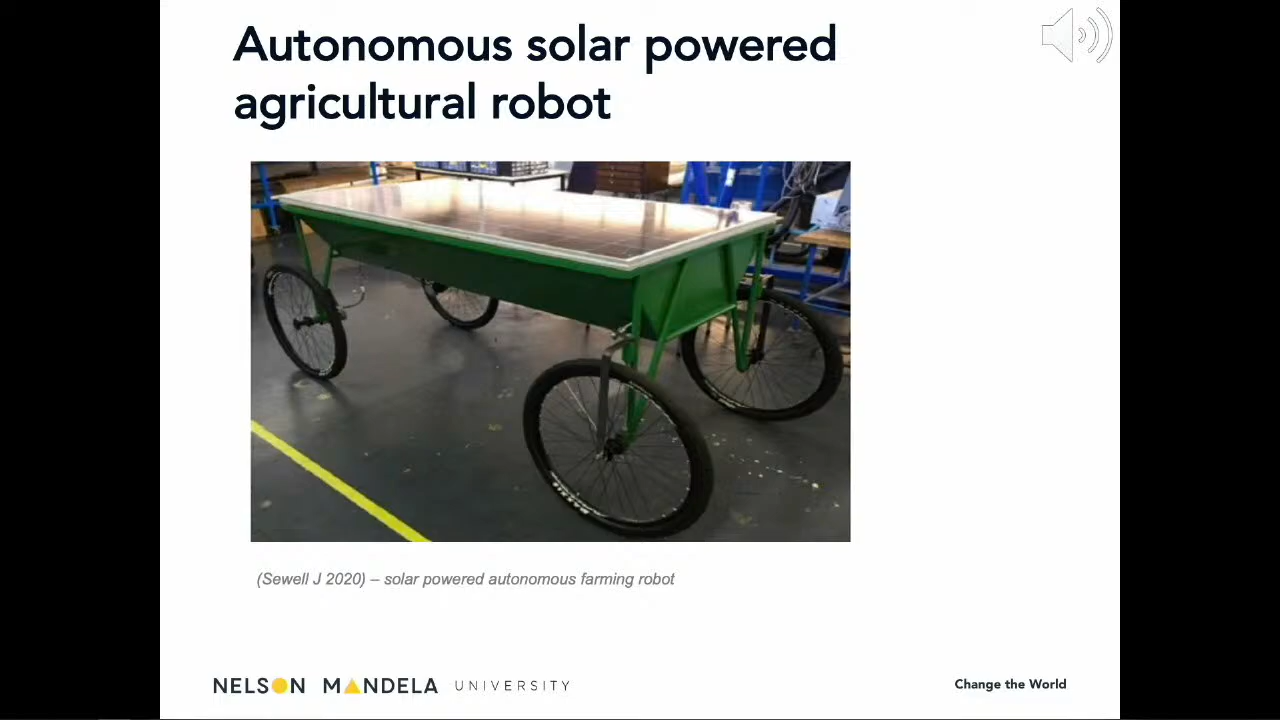 Autonomous solar powered
agricultural robot
(Sewell J 2020) – solar powered autonomous farming robot
NELSON MANDELA UNIVERSITY
Change the World